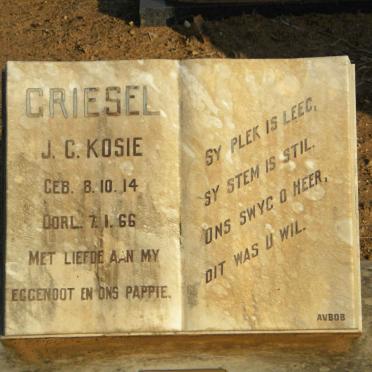 GRIESEL
J. C. KOSIE
GEB. 8.10.14
OORL. 7.1.66
MET LIEFDE AAN MY
EGGENOOT EN ONS PAPPIE.
SY PLEK IS LEEG,
SY STEM IS STIL.
ONS SWYG O HEER,
DIT WAS U WIL.
AVBOB